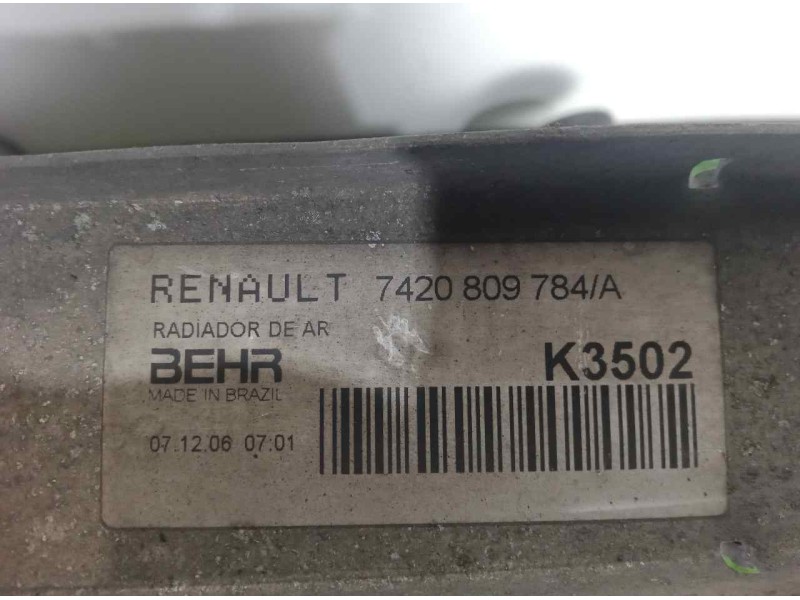 RENAULT 7420 809 784/A
RADIADOR DE AR
BEHR K3502
MADE IN BRAZIL
07.12.06 07:01